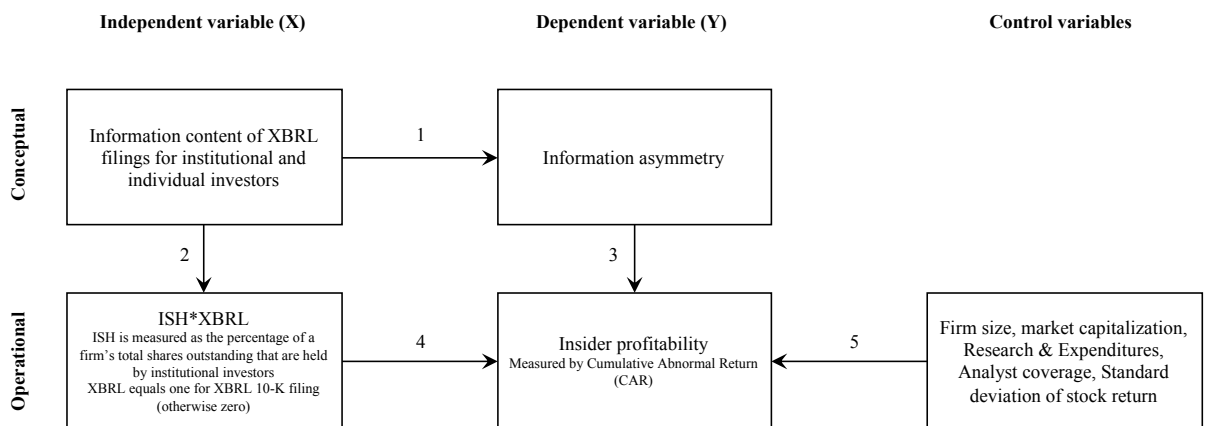 Independent variable (X)
Dependent variable (Y)
Control variables
Conceptual
Information content of XBRL
filings for institutional and
individual investors
1
Information asymmetry
2
3
Operational
ISH*XBRL
ISH is measured as the percentage of a
firm's total shares outstanding that are held
by institutional investors
XBRL equals one for XBRL 10-K filing
(otherwise zero)
4
Insider profitability
Measured by Cumulative Abnormal Return
(CAR)
5
Firm size, market capitalization,
Research & Expenditures,
Analyst coverage, Standard
deviation of stock return